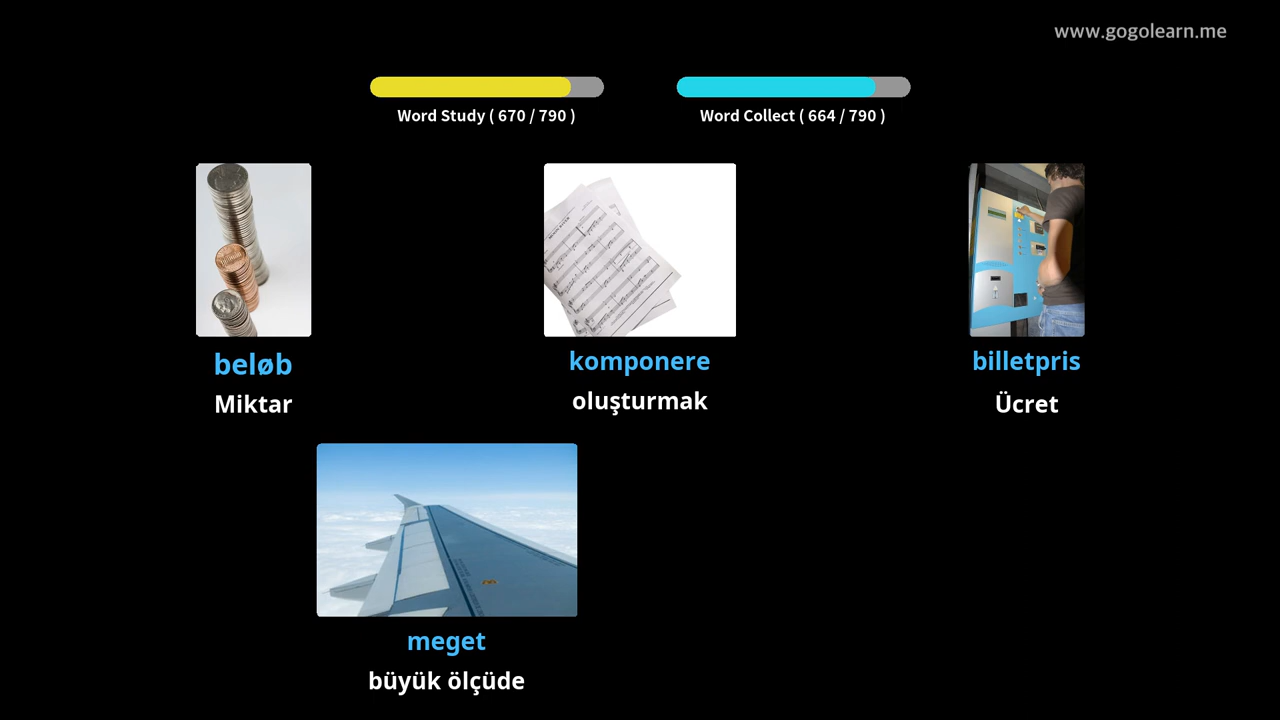 www.gogolearn.me
Word Study ( 670 / 790 )
Word Collect ( 664 / 790 )
beløb
komponere
billetpris
Miktar
oluşturmak
Ücret
meget
büyük ölçüde